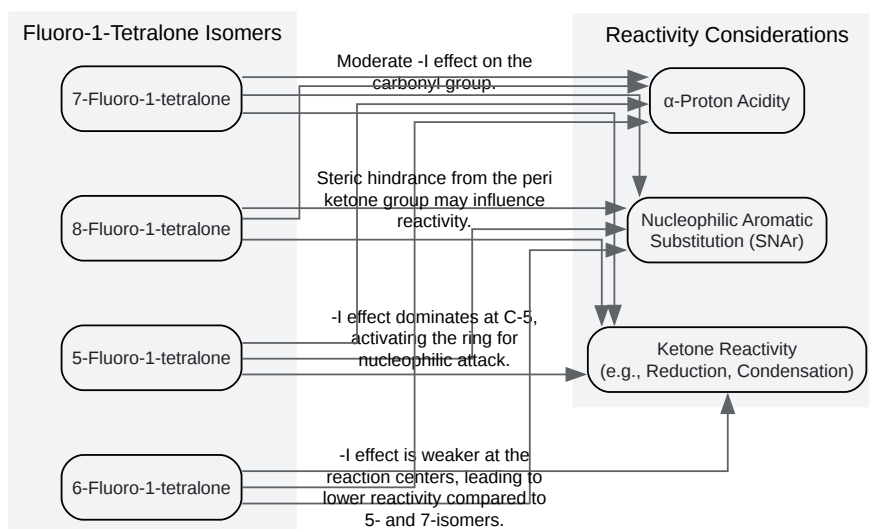 Fluoro-1-Tetralone Isomers
Reactivity Considerations
7-Fluoro-1-tetralone
8-Fluoro-1-tetralone
5-Fluoro-1-tetralone
6-Fluoro-1-tetralone
Moderate -I effect on the
carbonyl group.
Steric hindrance from the peri
ketone group may influence
reactivity.
-I effect dominates at C-5,
activating the ring for
nucleophilic attack.
-I effect is weaker at the
reaction centers, leading to
lower reactivity compared to
5- and 7-isomers.
α-Proton Acidity
Nucleophilic Aromatic
Substitution (SNAr)
Ketone Reactivity
(e.g., Reduction, Condensation)